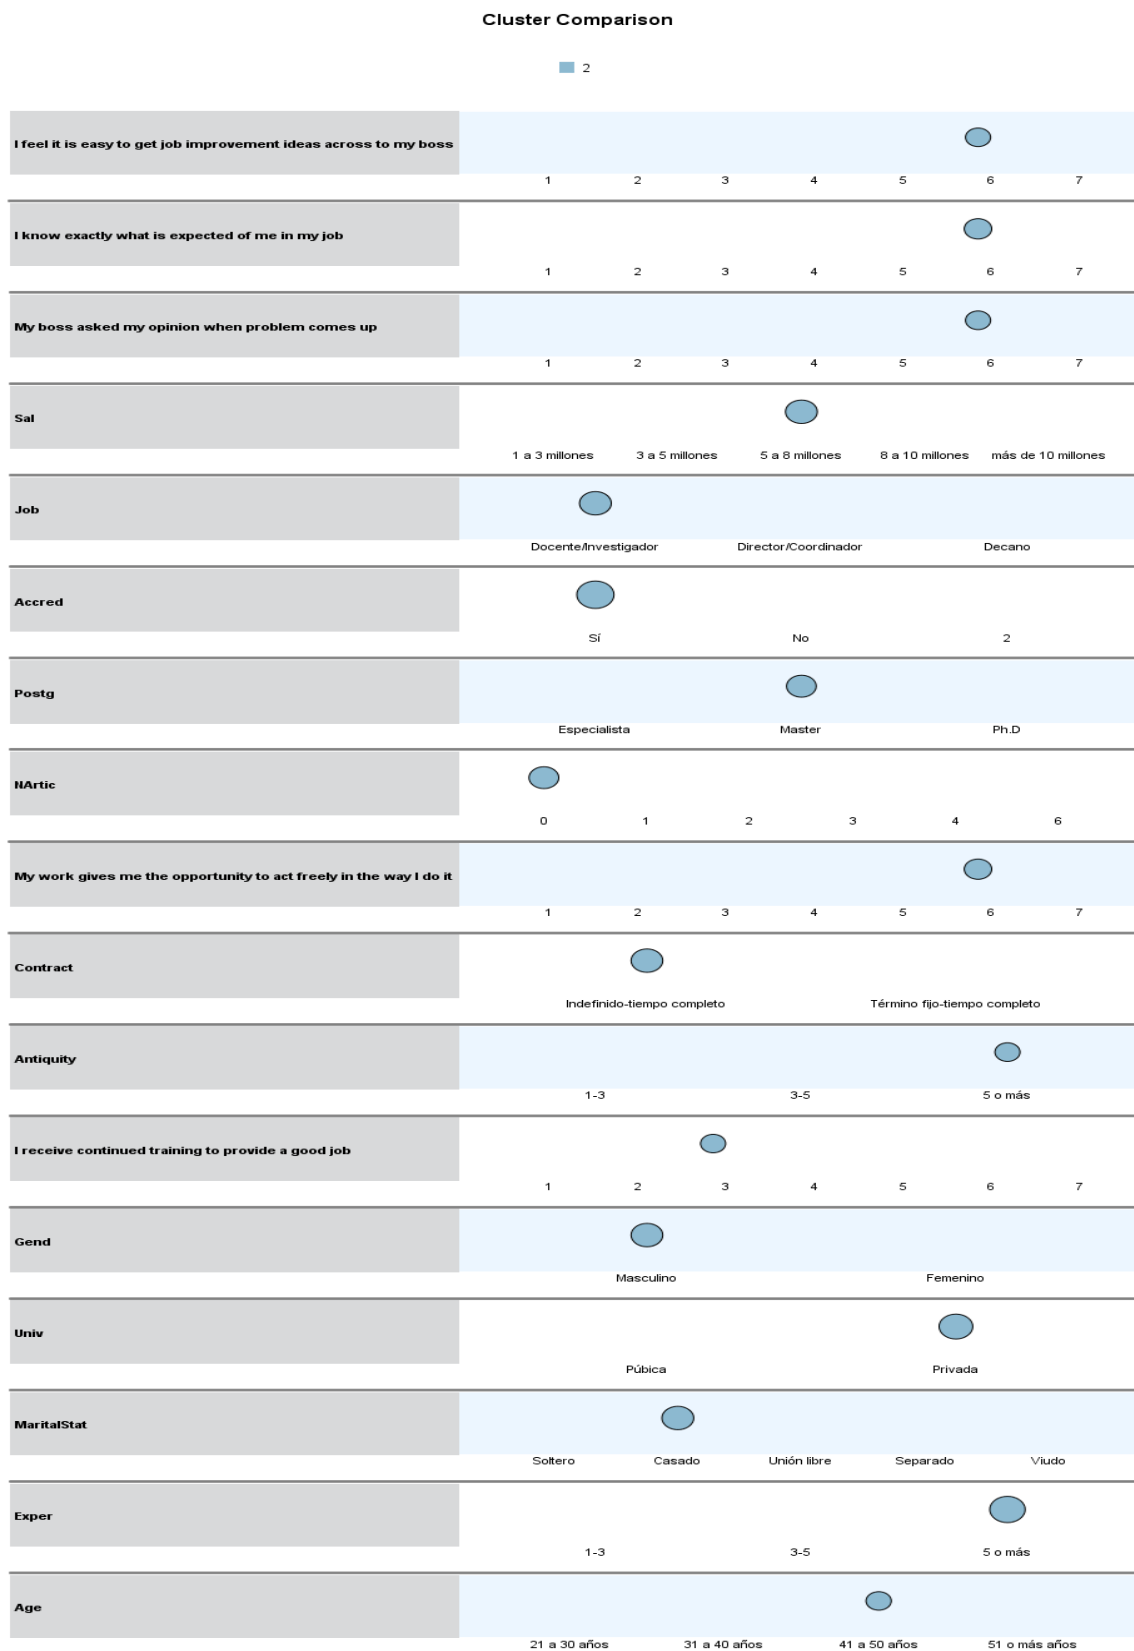 Cluster Comparison
2
I feel it is easy to get job improvement ideas across to my boss
1 2 3 4 5 6 7
I know exactly what is expected of me in my job
1 2 3 4 5 6 7
My boss asked my opinion when problem comes up
1 2 3 4 5 6 7
Sal
1 a 3 millones 3 a 5 millones 5 a 8 millones 8 a 10 millones más de 10 millones
Job
Docente/Investigador Director/Coordinador Decano
Accred
Sí No 2
Postg
Especialista Master Ph.D
NArtic
0 1 2 3 4 6
My work gives me the opportunity to act freely in the way I do it
1 2 3 4 5 6 7
Contract
Indefinido-tiempo completo Término fijo-tiempo completo
Antiquity
1-3 3-5 5 o más
I receive continued training to provide a good job
1 2 3 4 5 6 7
Gend
Masculino Femenino
Univ
Púbica Privada
MaritalStat
Soltero Casado Unión libre Separado Viudo
Exper
1-3 3-5 5 o más
Age
21 a 30 años 31 a 40 años 41 a 50 años 51 o más años